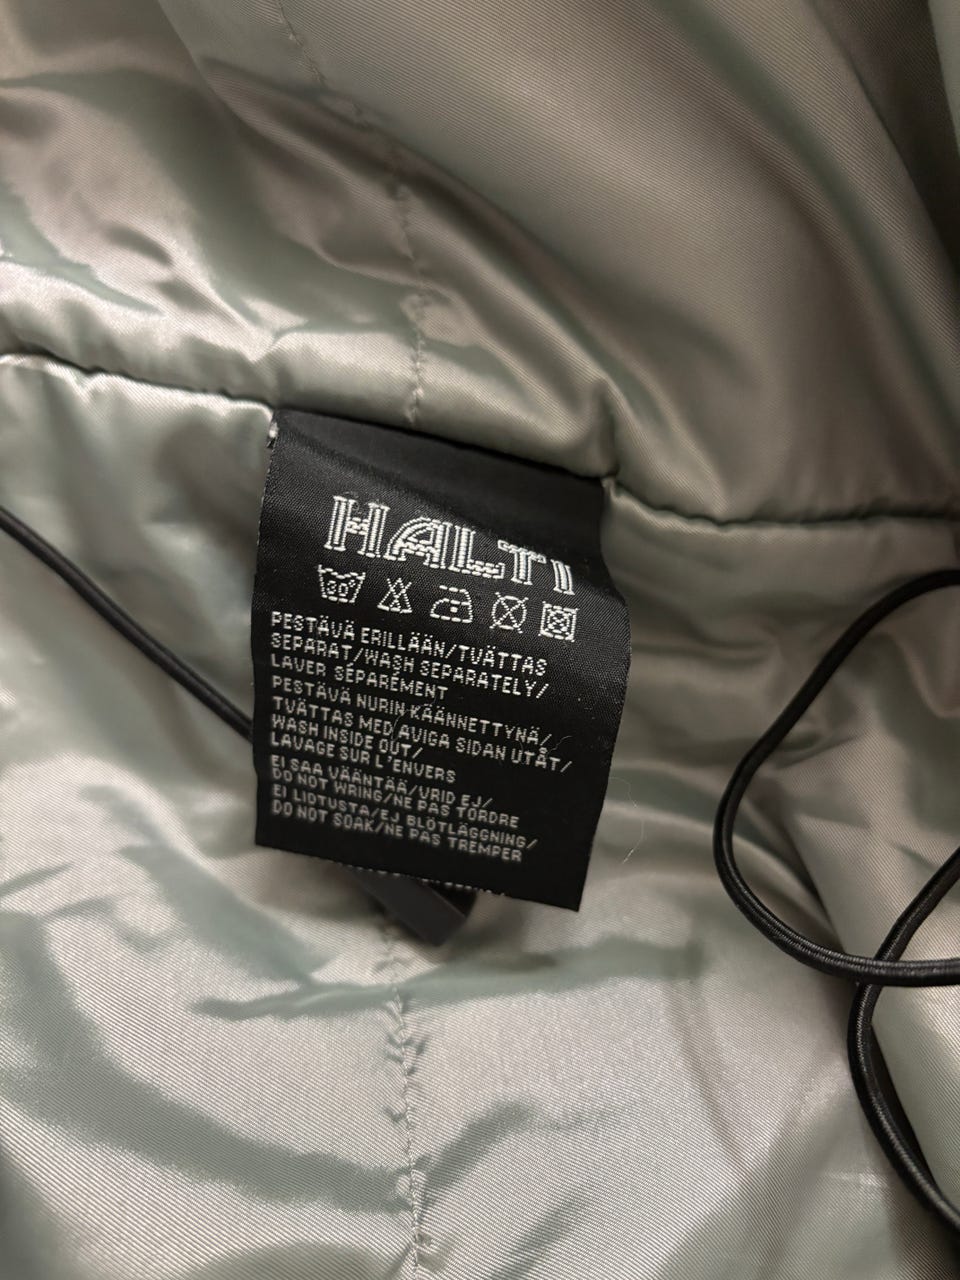 HALTI
30°
PESTÄVÄ ERILLÄÄN/TVÄTTAS
SEPARAT/WASH SEPARATELY/
LAVER SÉPARÉMENT
PESTÄVÄ NURIN KÄÄNNETTYNÄ/
TVÄTTAS MED AVIGA SIDAN UTÅT/
WASH INSIDE OUT/
LAVAGE SUR L'ENVERS
EI SAA VÄÄNTÄÄ/VRID EJ/
DO NOT WRING/NE PAS TORDRE
EI LIOTUSTA/EJ BLÖTLÄGGNING/
DO NOT SOAK/NE PAS TREMPER